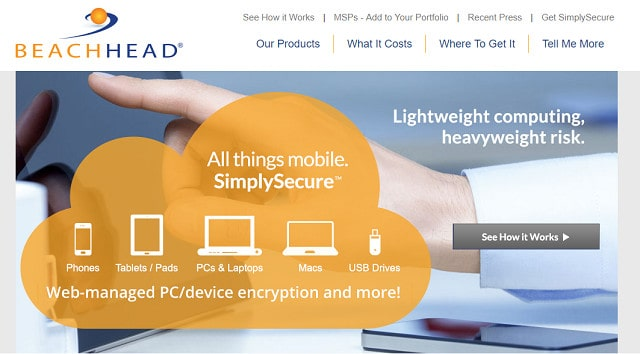 See How it Works | MSPs - Add to Your Portfolio | Recent Press | Get SimplySecure
BEACHHEAD®
Our Products | What It Costs | Where To Get It | Tell Me More
Lightweight computing,
heavyweight risk.
All things mobile.
SimplySecure™
See How it Works
Phones
Tablets / Pads
PCs & Laptops
Macs
USB Drives
Web-managed PC/device encryption and more!